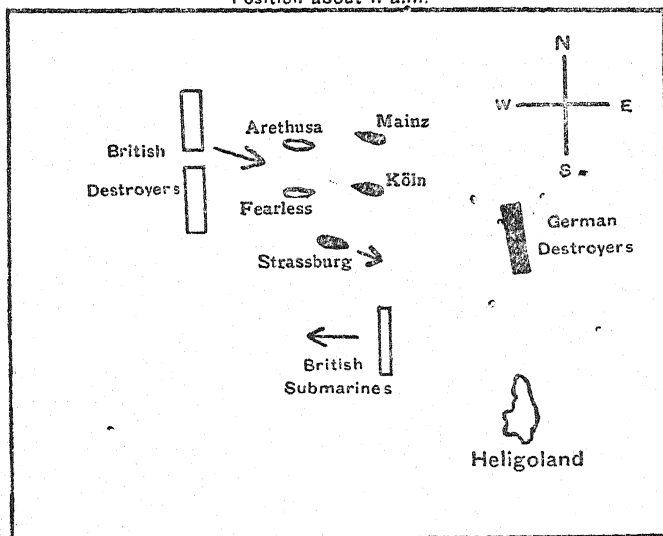 Position about 11 a.m.
N
W E
S
Arethusa Mainz
British
Destroyers
Fearless Köln
Strassburg
German
Destroyers
British
Submarines
Heligoland